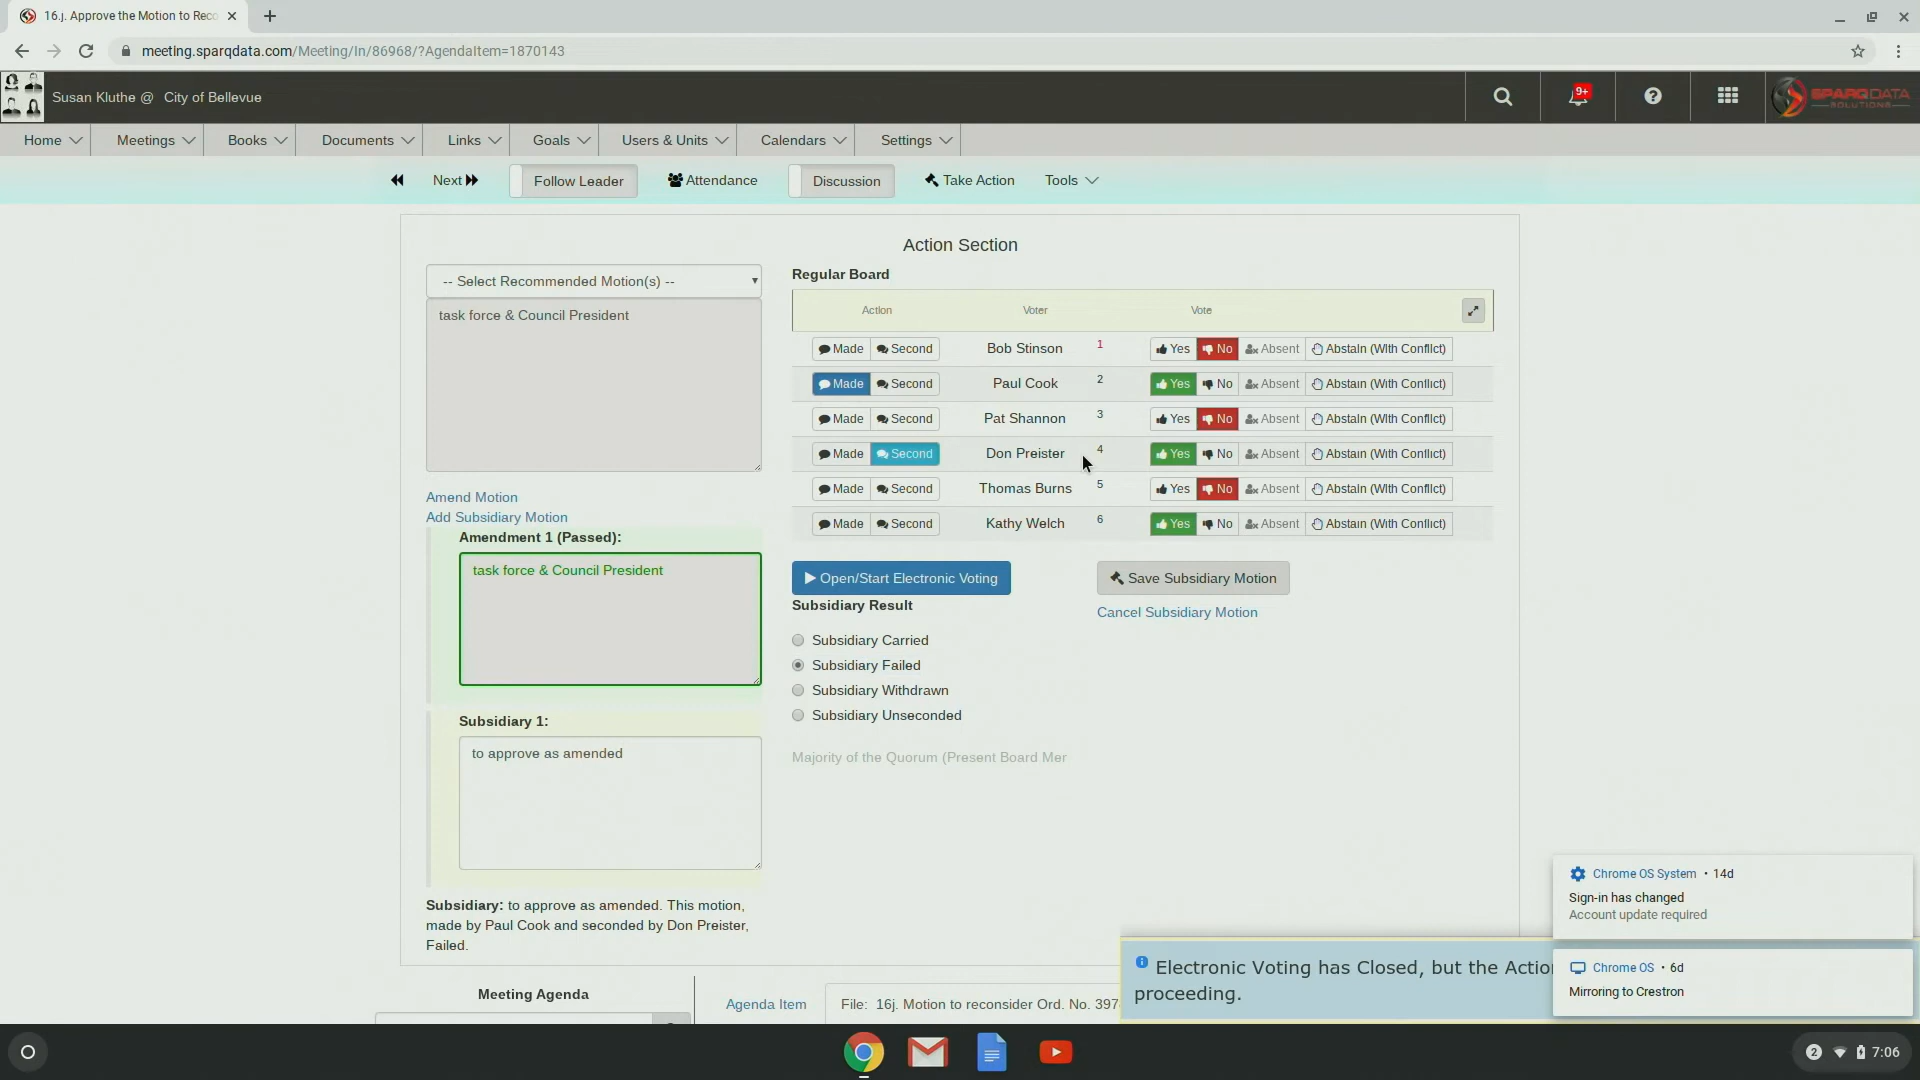 16.j. Approve the Motion to Reco
meeting.sparqdata.com/Meeting/In/86968/?AgendaItem=1870143
Susan Kluthe @ City of Bellevue
9+
SPARQDATA
SOLUTIONS
Home
Meetings
Books
Documents
Links
Goals
Users & Units
Calendars
Settings
Next
Follow Leader
Attendance
Discussion
Take Action
Tools
Action Section
-- Select Recommended Motion(s) --
task force & Council President
Regular Board
Action Voter Vote
Made Second Bob Stinson 1 Yes No Absent Abstain (With Conflict)
Made Second Paul Cook 2 Yes No Absent Abstain (With Conflict)
Made Second Pat Shannon 3 Yes No Absent Abstain (With Conflict)
Made Second Don Preister 4 Yes No Absent Abstain (With Conflict)
Made Second Thomas Burns 5 Yes No Absent Abstain (With Conflict)
Made Second Kathy Welch 6 Yes No Absent Abstain (With Conflict)
Amend Motion
Add Subsidiary Motion
Amendment 1 (Passed):
task force & Council President
Subsidiary 1:
to approve as amended
Subsidiary: to approve as amended. This motion,
made by Paul Cook and seconded by Don Preister,
Failed.
Open/Start Electronic Voting
Save Subsidiary Motion
Cancel Subsidiary Motion
Subsidiary Result
Subsidiary Carried
Subsidiary Failed
Subsidiary Withdrawn
Subsidiary Unseconded
Majority of the Quorum (Present Board Mer
Meeting Agenda
Agenda Item
File: 16j. Motion to reconsider Ord. No. 397
Electronic Voting has Closed, but the Actio
proceeding.
Chrome OS System • 14d
Sign-in has changed
Account update required
Chrome OS • 6d
Mirroring to Crestron
2 7:06